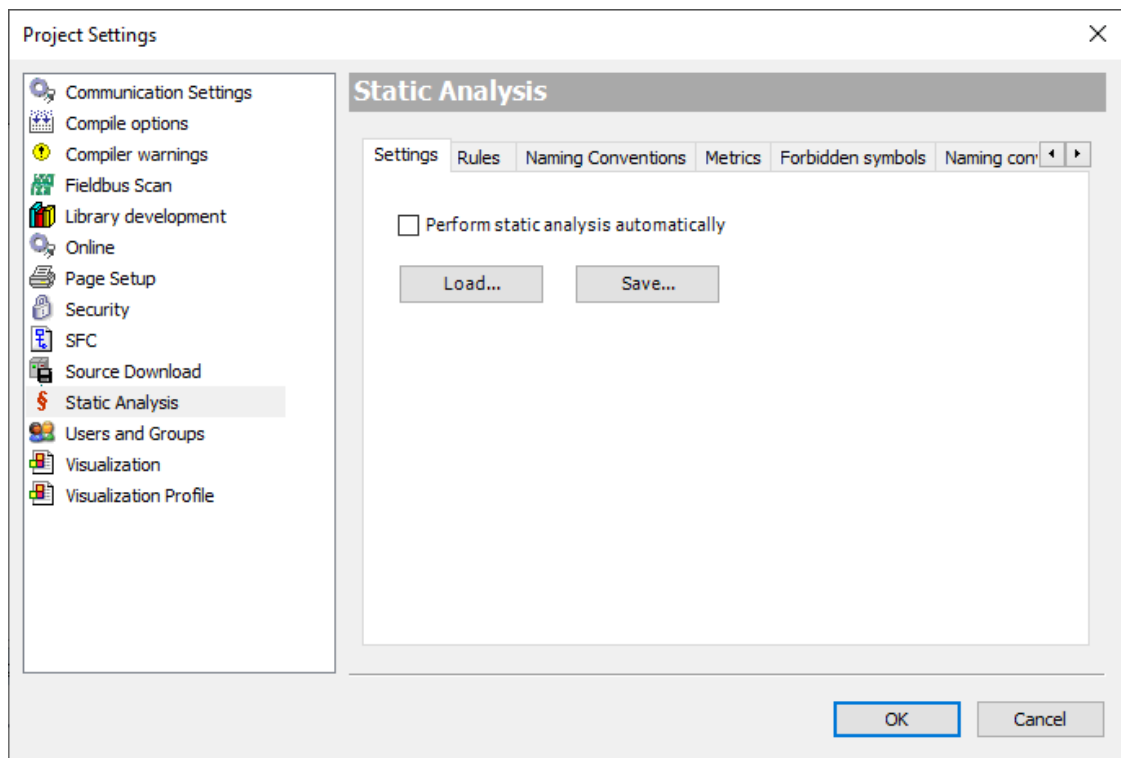 Project Settings
Communication Settings
Compile options
Compiler warnings
Fieldbus Scan
Library development
Online
Page Setup
Security
SFC
Source Download
§ Static Analysis
Users and Groups
Visualization
Visualization Profile
Static Analysis
Settings Rules Naming Conventions Metrics Forbidden symbols Naming
Perform static analysis automatically
Load... Save...
OK Cancel